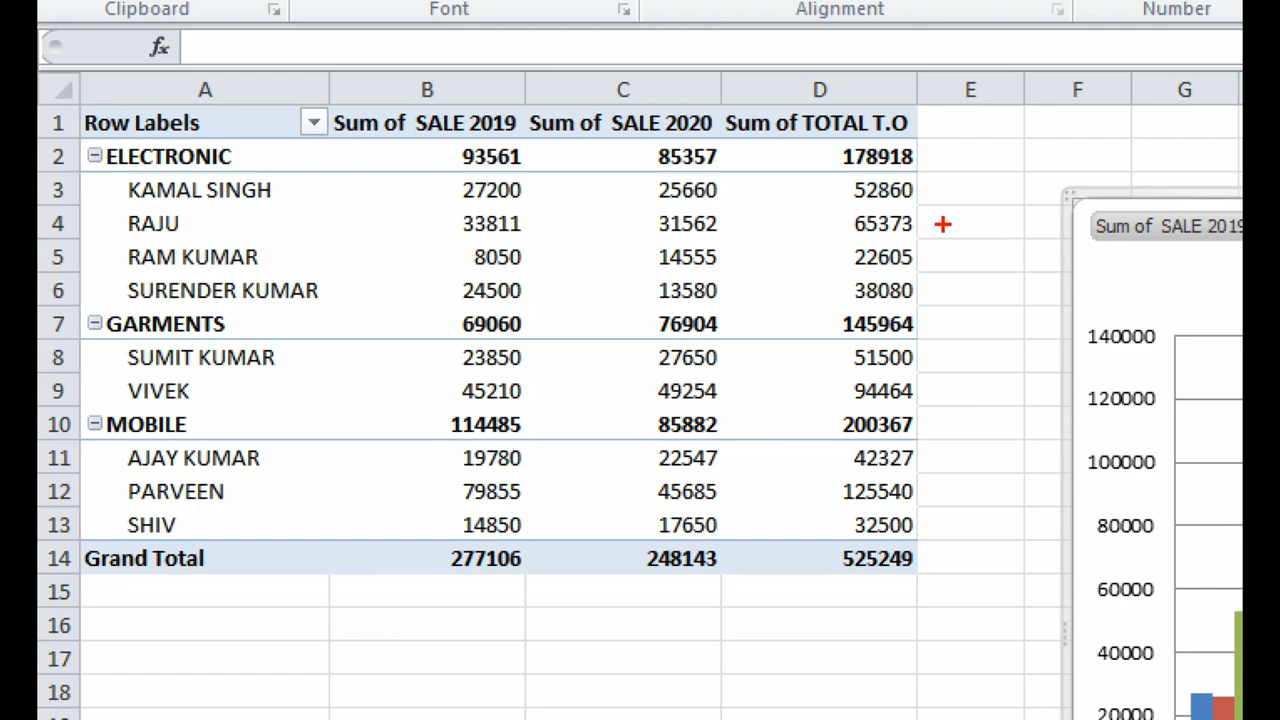 Clipboard Font Alignment Number
fx
A B C D E F G
1 Row Labels Sum of SALE 2019 Sum of SALE 2020 Sum of TOTAL T.O
2 ELECTRONIC 93561 85357 178918
3 KAMAL SINGH 27200 25660 52860
4 RAJU 33811 31562 65373
5 RAM KUMAR 8050 14555 22605
6 SURENDER KUMAR 24500 13580 38080
7 GARMENTS 69060 76904 145964
8 SUMIT KUMAR 23850 27650 51500
9 VIVEK 45210 49254 94464
10 MOBILE 114485 85882 200367
11 AJAY KUMAR 19780 22547 42327
12 PARVEEN 79855 45685 125540
13 SHIV 14850 17650 32500
14 Grand Total 277106 248143 525249
15
16
17
18
Sum of SALE 2019
140000
120000
100000
80000
60000
40000
20000